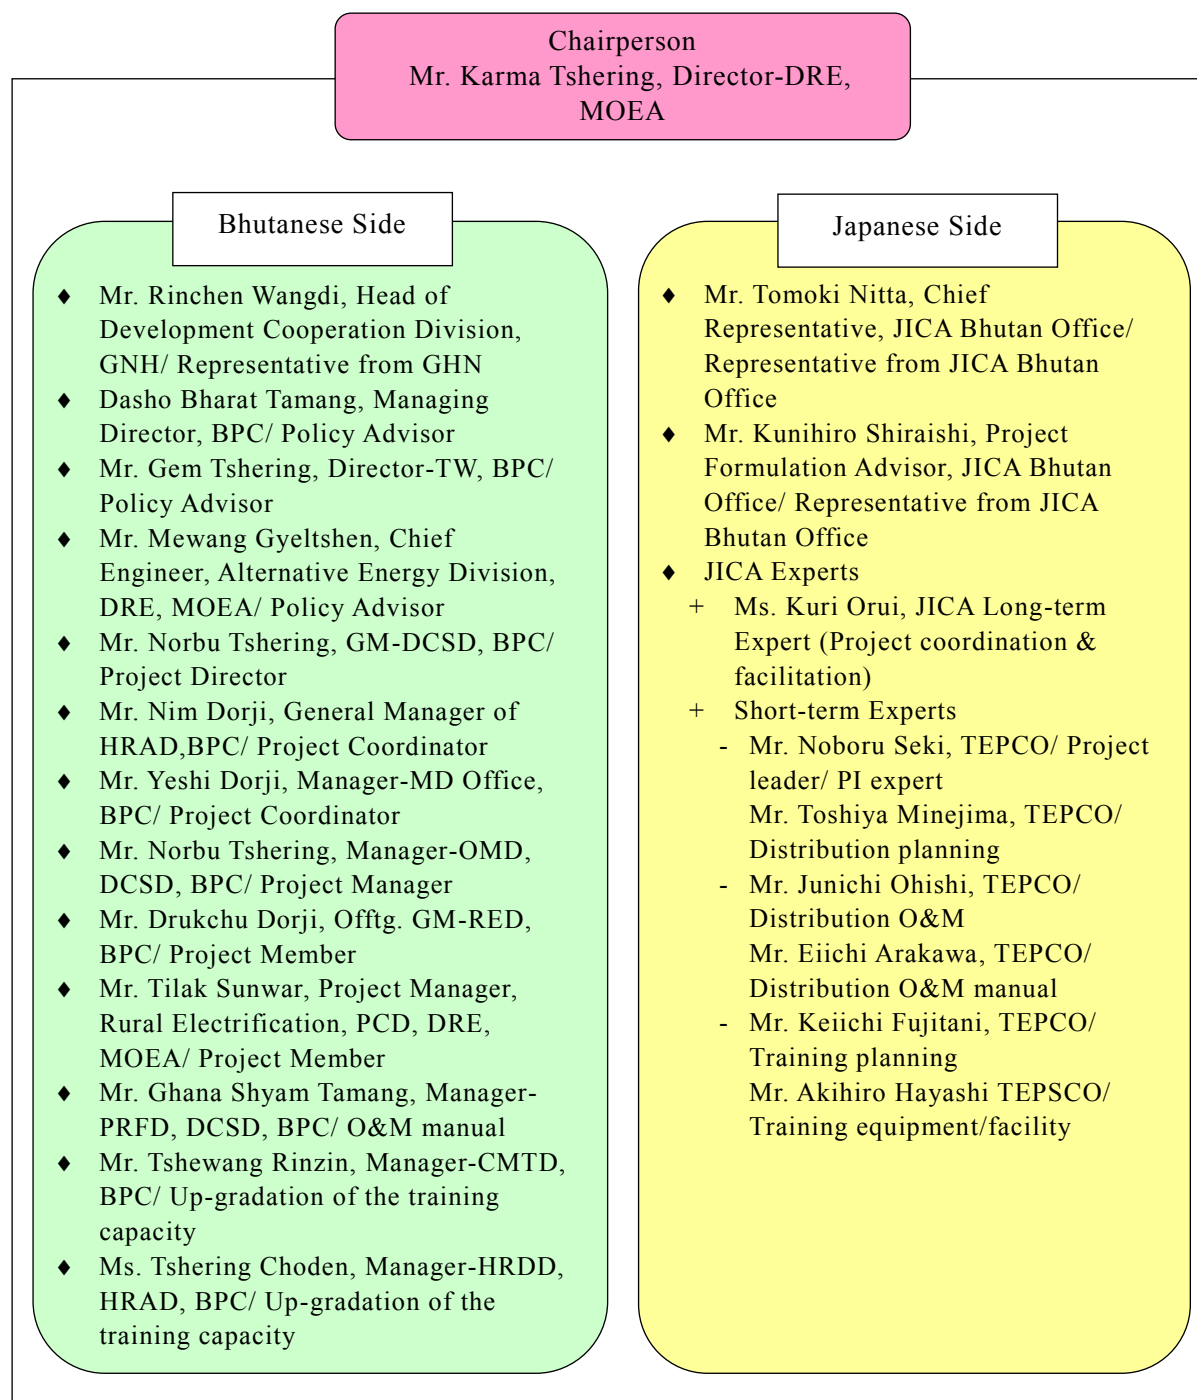 Chairperson
Mr. Karma Tshering, Director-DRE,
MOEA
Bhutanese Side
♦ Mr. Rinchen Wangdi, Head of
Development Cooperation Division,
GNH/ Representative from GHN
♦ Dasho Bharat Tamang, Managing
Director, BPC/ Policy Advisor
♦ Mr. Gem Tshering, Director-TW, BPC/
Policy Advisor
♦ Mr. Mewang Gyeltshen, Chief
Engineer, Alternative Energy Division,
DRE, MOEA/ Policy Advisor
♦ Mr. Norbu Tshering, GM-DCSD, BPC/
Project Director
♦ Mr. Nim Dorji, General Manager of
HRAD,BPC/ Project Coordinator
♦ Mr. Yeshi Dorji, Manager-MD Office,
BPC/ Project Coordinator
♦ Mr. Norbu Tshering, Manager-OMD,
DCSD, BPC/ Project Manager
♦ Mr. Drukchu Dorji, Offtg. GM-RED,
BPC/ Project Member
♦ Mr. Tilak Sunwar, Project Manager,
Rural Electrification, PCD, DRE,
MOEA/ Project Member
♦ Mr. Ghana Shyam Tamang, Manager-
PRFD, DCSD, BPC/ O&M manual
♦ Mr. Tshewang Rinzin, Manager-CMTD,
BPC/ Up-gradation of the training
capacity
♦ Ms. Tshering Choden, Manager-HRDD,
HRAD, BPC/ Up-gradation of the
training capacity
Japanese Side
♦ Mr. Tomoki Nitta, Chief
Representative, JICA Bhutan Office/
Representative from JICA Bhutan
Office
♦ Mr. Kunihiro Shiraishi, Project
Formulation Advisor, JICA Bhutan
Office/ Representative from JICA
Bhutan Office
♦ JICA Experts
+ Ms. Kuri Orui, JICA Long-term
Expert (Project coordination &
facilitation)
+ Short-term Experts
- Mr. Noboru Seki, TEPCO/ Project
leader/ PI expert
Mr. Toshiya Minejima, TEPCO/
Distribution planning
- Mr. Junichi Ohishi, TEPCO/
Distribution O&M
Mr. Eiichi Arakawa, TEPCO/
Distribution O&M manual
- Mr. Keiichi Fujitani, TEPCO/
Training planning
Mr. Akihiro Hayashi TEPSCO/
Training equipment/facility